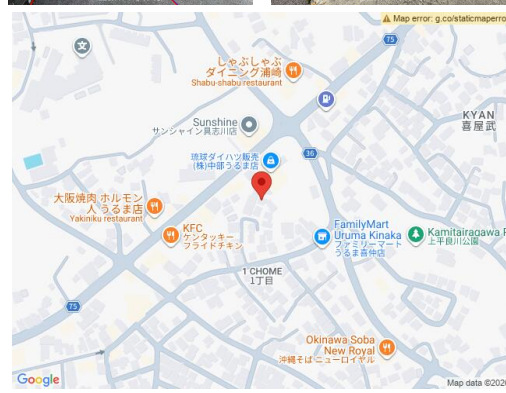 Map error: g.co/staticmaperro
75
しゃぶしゃぶ
ダイニング浦崎
Shabu-shabu restaurant
KYAN
喜屋武
Sunshine
サンシャイン具志川店
36
琉球ダイハツ販売
(株)中部うるま店
大阪焼肉 ホルモン
人 うるま店
Yakiniku restaurant
KFC
ケンタッキー
フライドチキン
FamilyMart
Uruma Kinaka
ファミリーマート
うるま喜仲店
Kamitairagawa P
上平良川公園
1 CHOME
1丁目
75
Okinawa Soba
New Royal
沖縄そば ニューロイヤル
36
Google
Map data ©2026